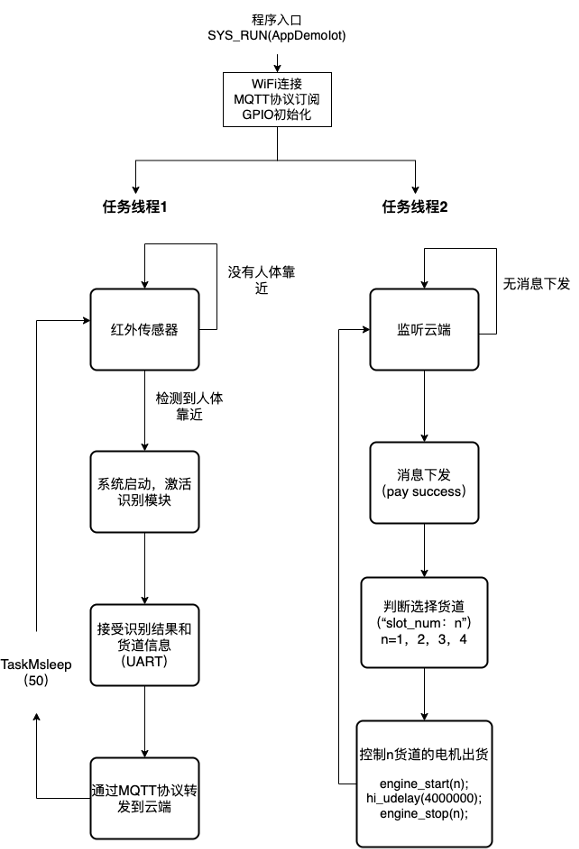 程序入口
SYS_RUN(AppDemoIot)
WiFi连接
MQTT协议订阅
GPIO初始化
任务线程1
没有人体靠
近
红外传感器
检测到人体
靠近
系统启动，激活
识别模块
接受识别结果和
货道信息
（UART）
TaskMsleep
（50）
通过MQTT协议转
发到云端
任务线程2
无消息下发
监听云端
消息下发
（pay success）
判断选择货道
（“slot_num：n”）
n=1，2，3，4
控制n货道的电机出货
engine_start(n);
hi_udelay(4000000);
engine_stop(n);